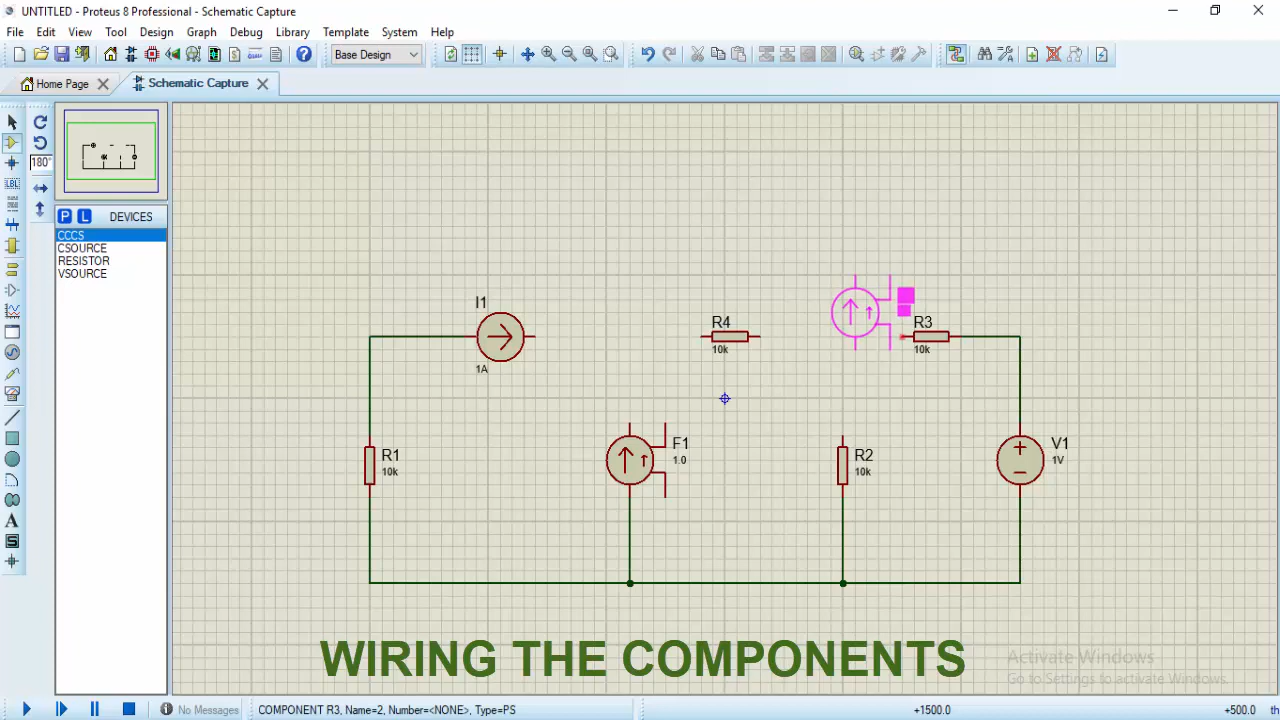 UNTITLED - Proteus 8 Professional - Schematic Capture
File Edit View Tool Design Graph Debug Library Template System Help
Base Design
Home Page
Schematic Capture
180°
LBL
P L DEVICES
CCCS
CSOURCE
RESISTOR
VSOURCE
I1
1A
R4
10k
R3
10k
R1
10k
F1
1.0
R2
10k
V1
1V
WIRING THE COMPONENTS
Activate Windows
Go to Settings to activate Windows.
No Messages
COMPONENT R3, Name=2, Number=<NONE>, Type=PS
+1500.0
+500.0
th